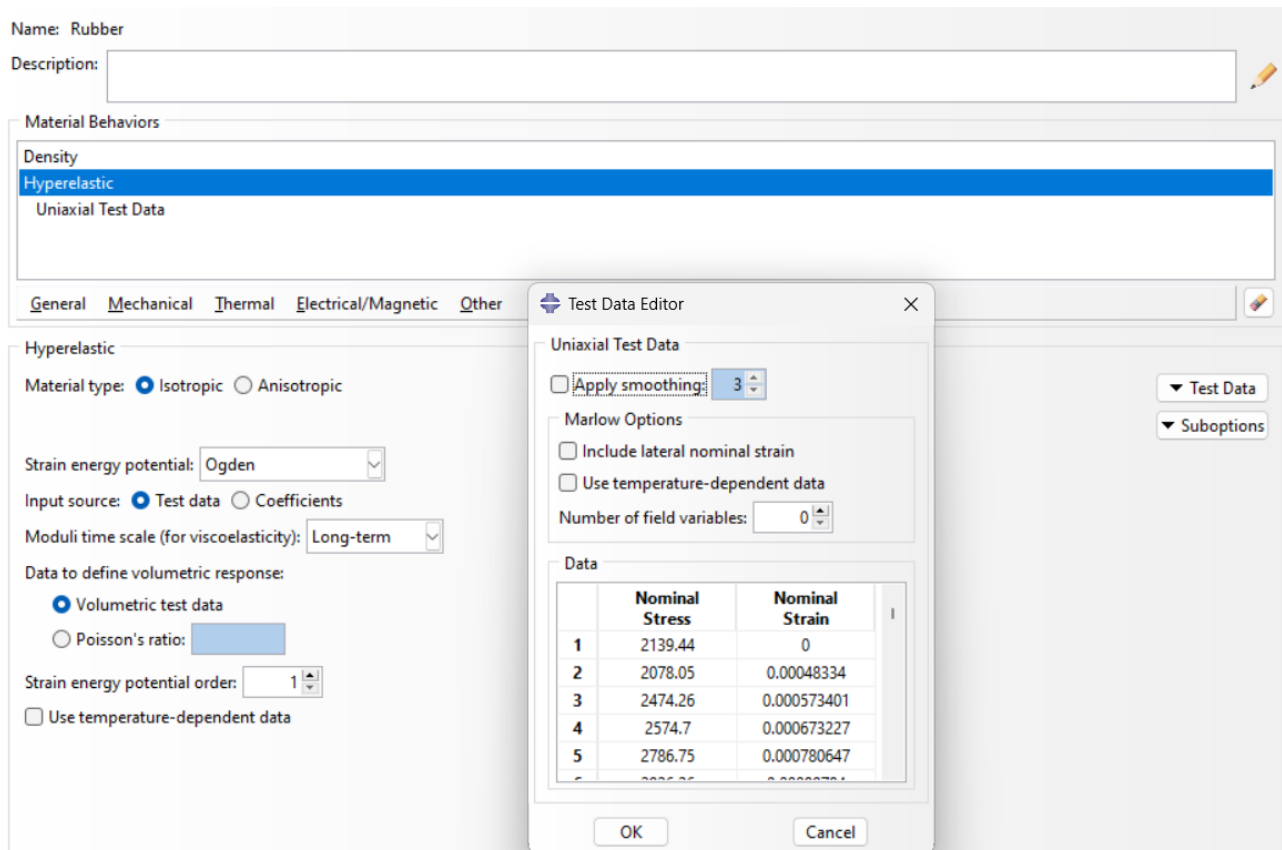 Name: Rubber
Description:
Material Behaviors
Density
Hyperelastic
Uniaxial Test Data
General Mechanical Thermal Electrical/Magnetic Other
Hyperelastic
Material type: Isotropic Anisotropic
Test Data
Suboptions
Strain energy potential: Ogden
Input source: Test data Coefficients
Moduli time scale (for viscoelasticity): Long-term
Data to define volumetric response:
Volumetric test data
Poisson's ratio:
Strain energy potential order: 1
Use temperature-dependent data
Test Data Editor
Uniaxial Test Data
Apply smoothing: 3
Marlow Options
Include lateral nominal strain
Use temperature-dependent data
Number of field variables: 0
Data
Nominal Nominal
Stress Strain
1 2139.44 0
2 2078.05 0.00048334
3 2474.26 0.000573401
4 2574.7 0.000673227
5 2786.75 0.000780647
OK Cancel